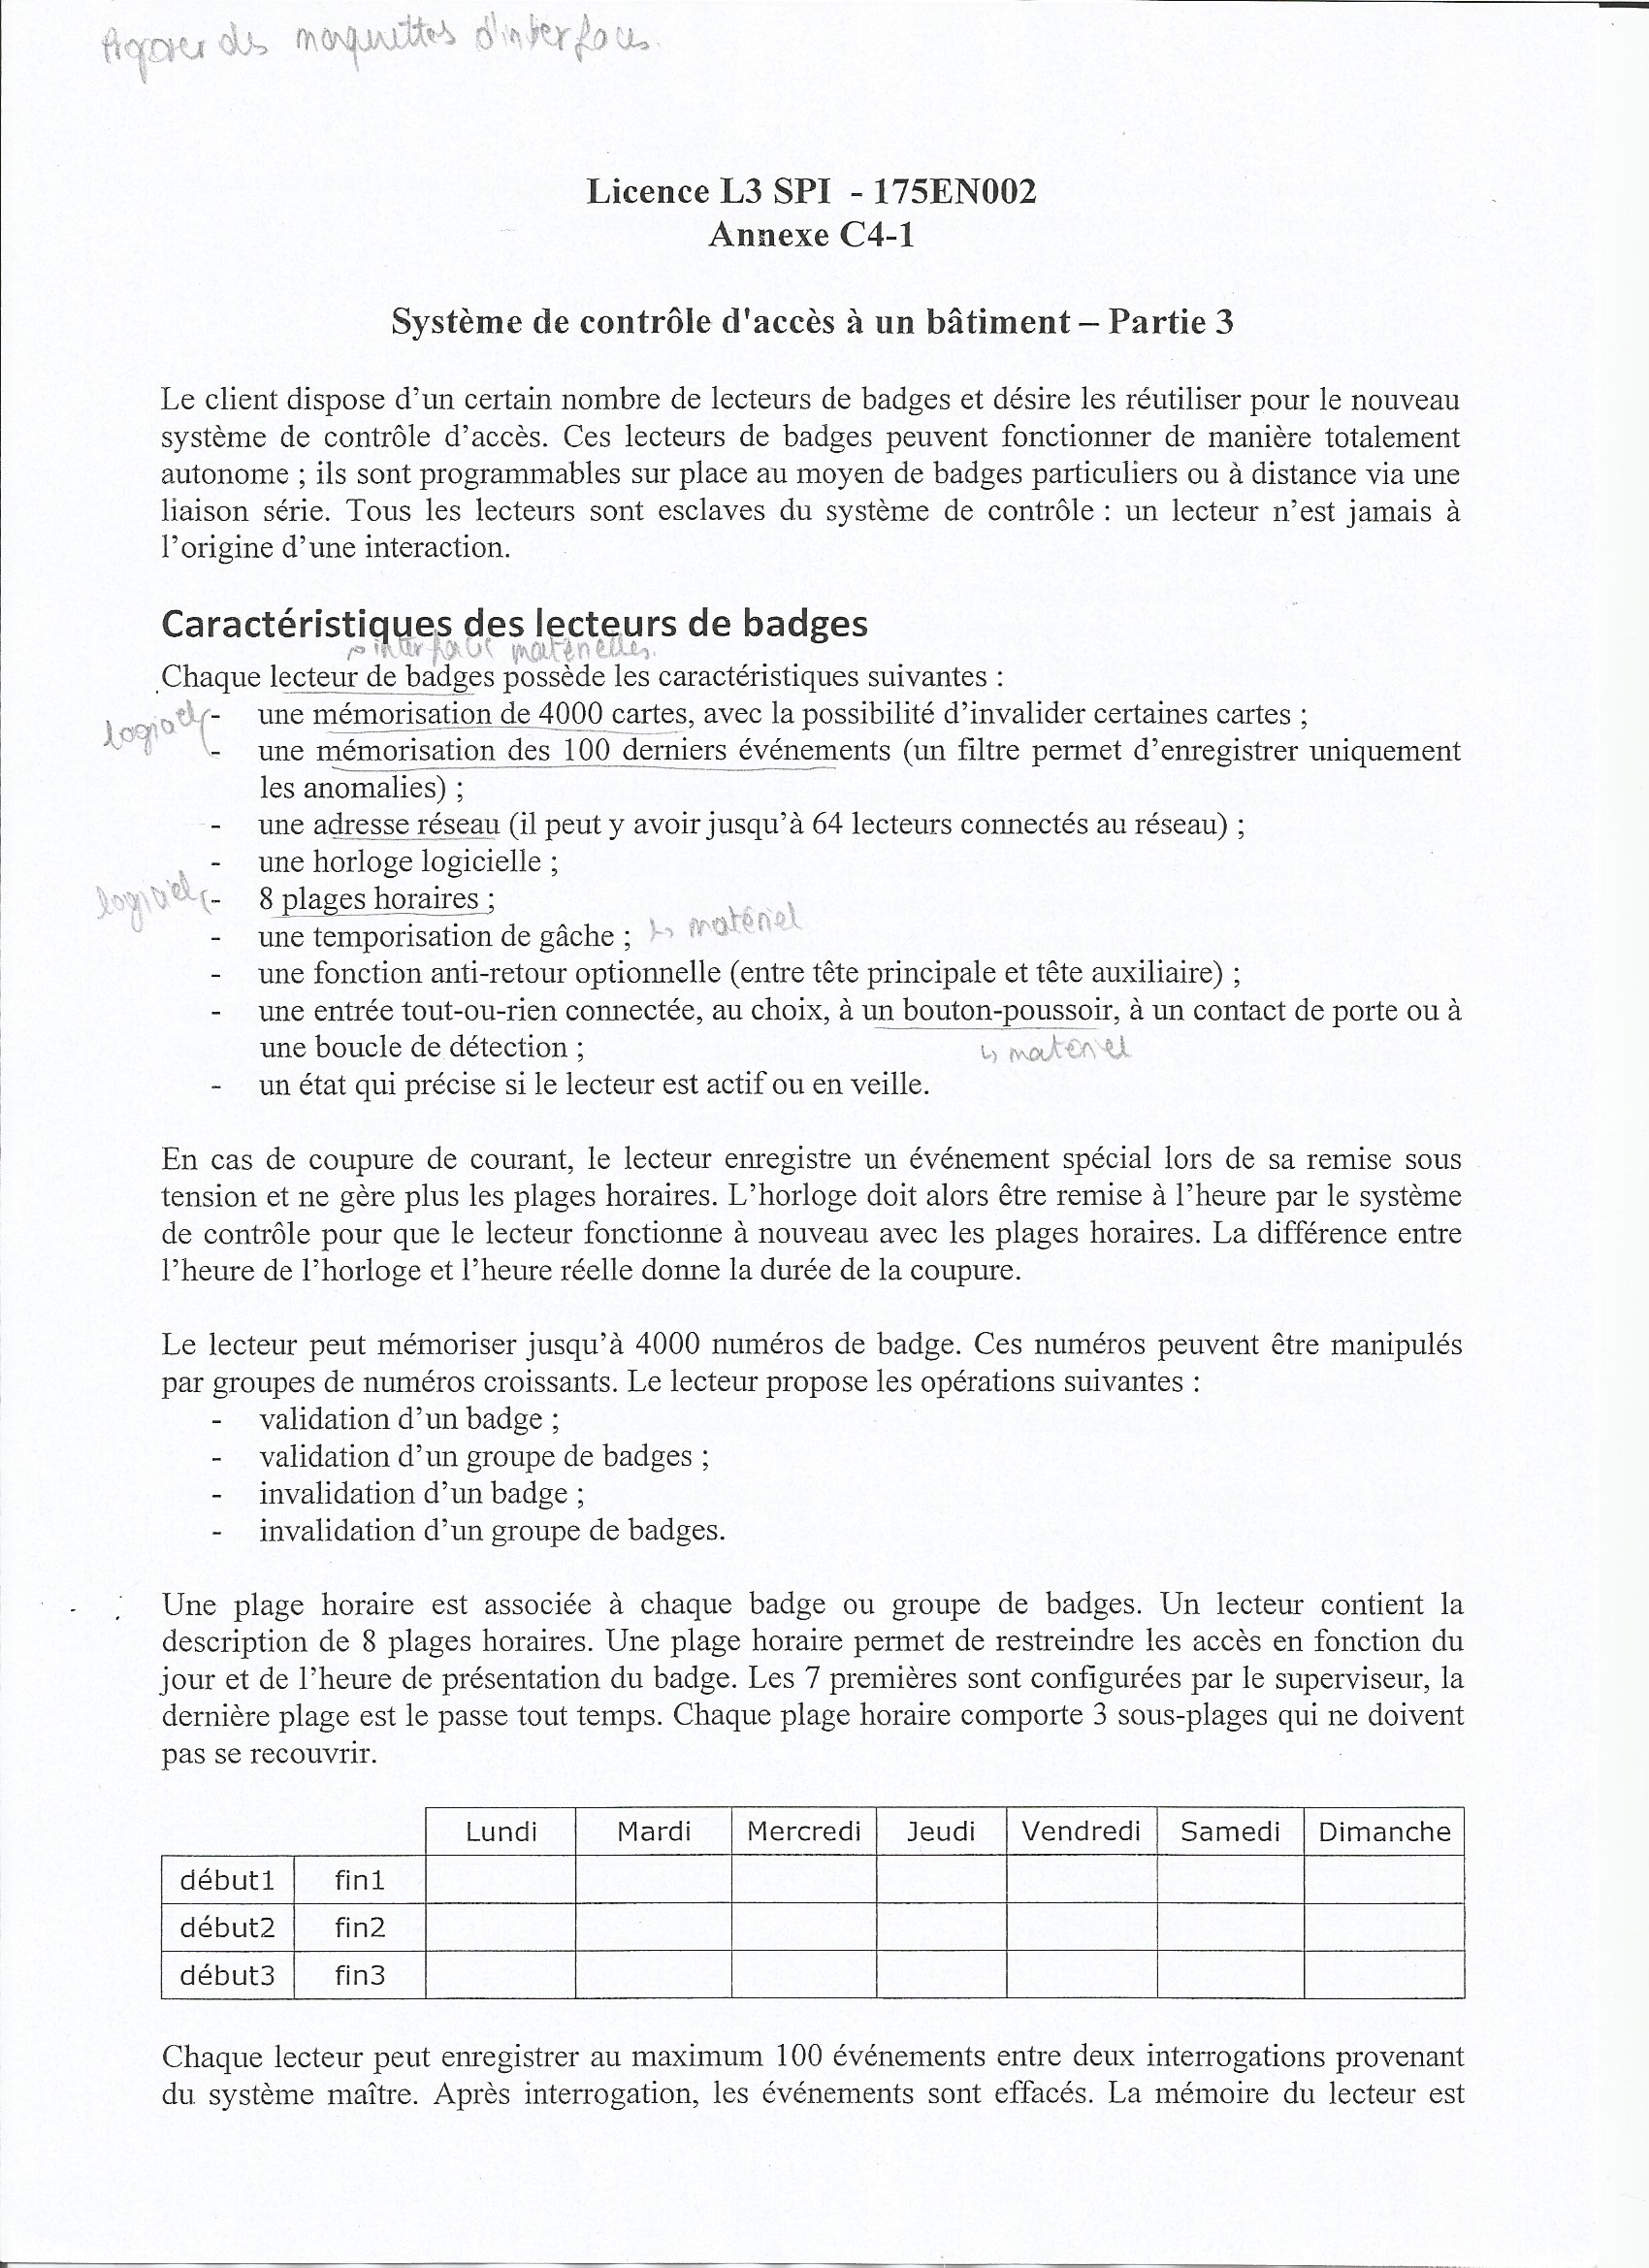 des maquettes d'interfaces.
Licence L3 SPI - 175EN002
Annexe C4-1
Système de contrôle d'accès à un bâtiment – Partie 3
Le client dispose d'un certain nombre de lecteurs de badges et désire les réutiliser pour le nouveau
système de contrôle d'accès. Ces lecteurs de badges peuvent fonctionner de manière totalement
autonome ; ils sont programmables sur place au moyen de badges particuliers ou à distance via une
liaison série. Tous les lecteurs sont esclaves du système de contrôle : un lecteur n'est jamais à
l'origine d'une interaction.
Caractéristiques des lecteurs de badges
interface matérielles.
Chaque lecteur de badges possède les caractéristiques suivantes :
logiciel
- une mémorisation de 4000 cartes, avec la possibilité d'invalider certaines cartes ;
- une mémorisation des 100 derniers événements (un filtre permet d'enregistrer uniquement
les anomalies) ;
- une adresse réseau (il peut y avoir jusqu'à 64 lecteurs connectés au réseau) ;
- une horloge logicielle ;
logiciel - 8 plages horaires ;
- une temporisation de gâche ; ↳ matériel
- une fonction anti-retour optionnelle (entre tête principale et tête auxiliaire) ;
- une entrée tout-ou-rien connectée, au choix, à un bouton-poussoir, à un contact de porte ou à
une boucle de détection ; ↳ matériel
- un état qui précise si le lecteur est actif ou en veille.
En cas de coupure de courant, le lecteur enregistre un événement spécial lors de sa remise sous
tension et ne gère plus les plages horaires. L'horloge doit alors être remise à l'heure par le système
de contrôle pour que le lecteur fonctionne à nouveau avec les plages horaires. La différence entre
l'heure de l'horloge et l'heure réelle donne la durée de la coupure.
Le lecteur peut mémoriser jusqu'à 4000 numéros de badge. Ces numéros peuvent être manipulés
par groupes de numéros croissants. Le lecteur propose les opérations suivantes :
- validation d'un badge ;
- validation d'un groupe de badges ;
- invalidation d'un badge ;
- invalidation d'un groupe de badges.
Une plage horaire est associée à chaque badge ou groupe de badges. Un lecteur contient la
description de 8 plages horaires. Une plage horaire permet de restreindre les accès en fonction du
jour et de l'heure de présentation du badge. Les 7 premières sont configurées par le superviseur, la
dernière plage est le passe tout temps. Chaque plage horaire comporte 3 sous-plages qui ne doivent
pas se recouvrir.
Lundi Mardi Mercredi Jeudi Vendredi Samedi Dimanche
début1 fin1
début2 fin2
début3 fin3
Chaque lecteur peut enregistrer au maximum 100 événements entre deux interrogations provenant
du système maître. Après interrogation, les événements sont effacés. La mémoire du lecteur est